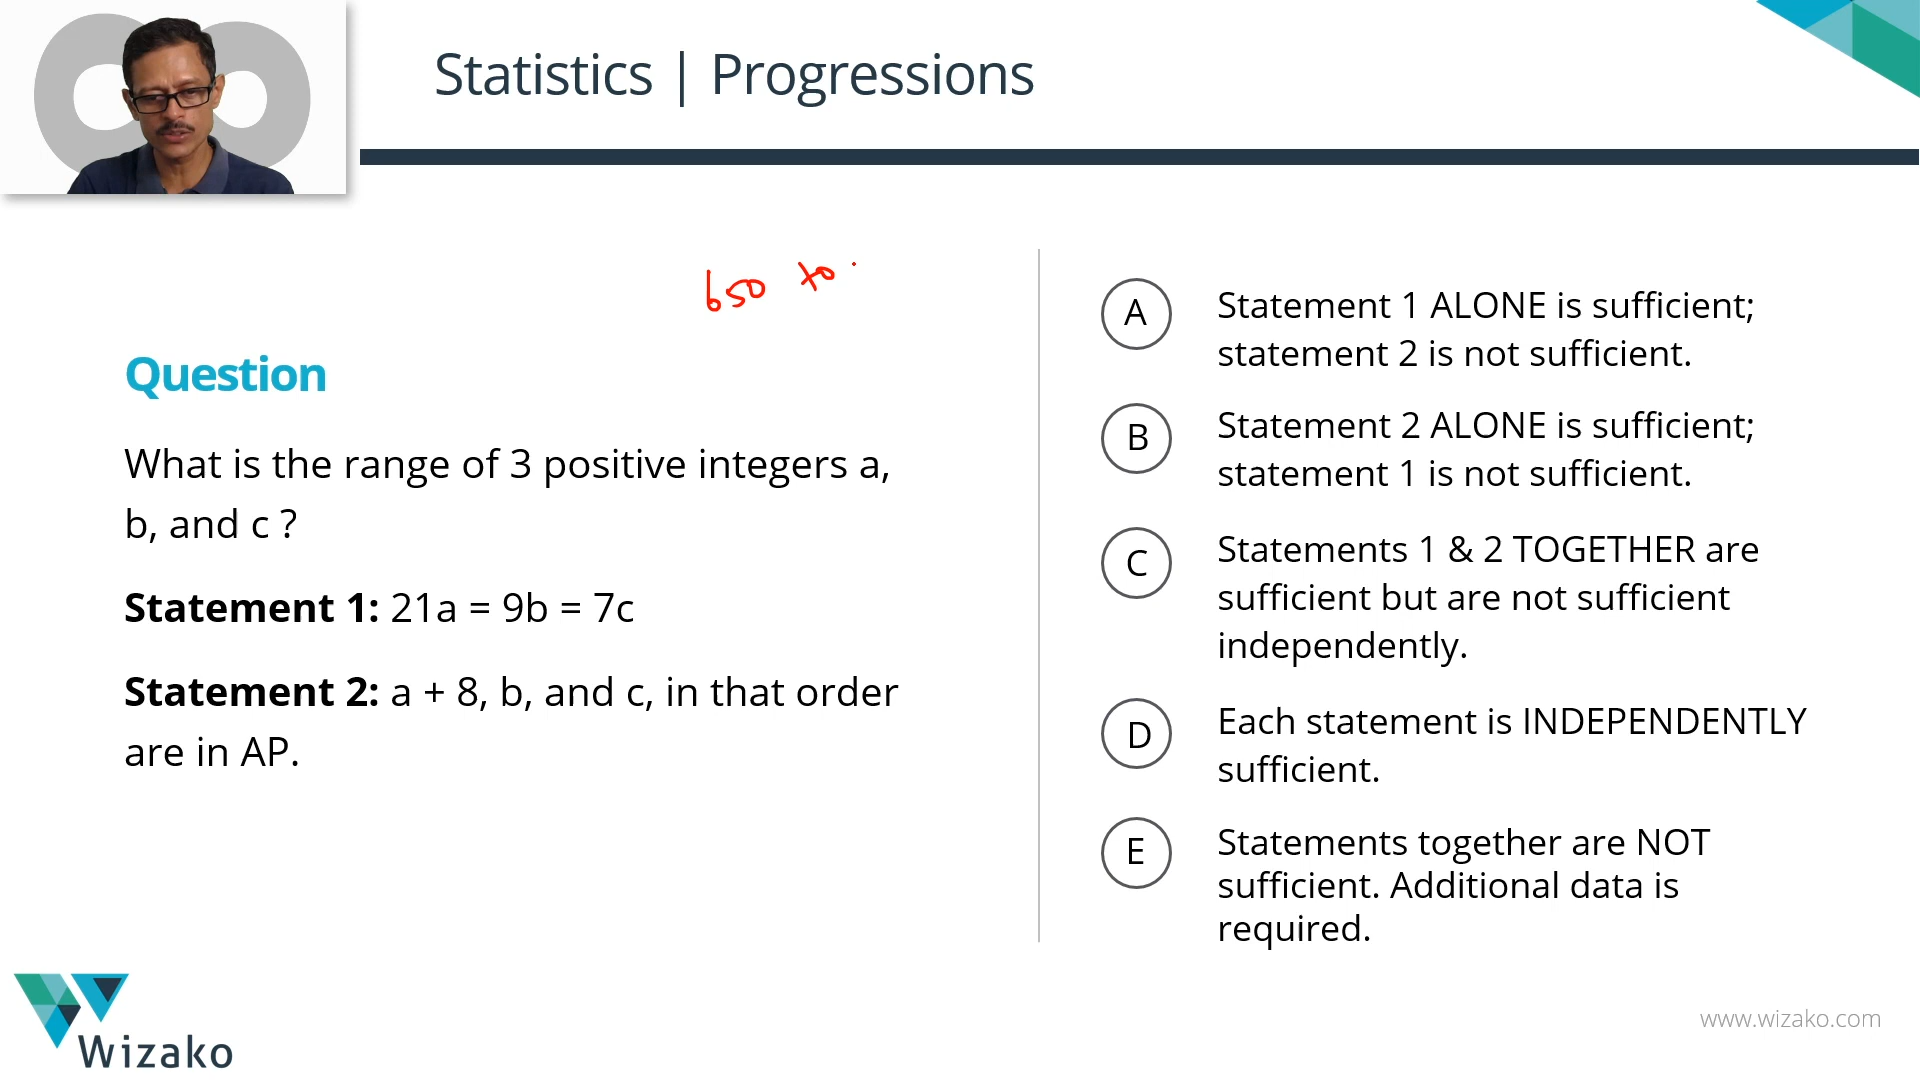 Statistics | Progressions
650 to
Question
What is the range of 3 positive integers a,
b, and c ?
Statement 1: 21a = 9b = 7c
Statement 2: a + 8, b, and c, in that order
are in AP.
A
Statement 1 ALONE is sufficient;
statement 2 is not sufficient.
B
Statement 2 ALONE is sufficient;
statement 1 is not sufficient.
C
Statements 1 & 2 TOGETHER are
sufficient but are not sufficient
independently.
D
Each statement is INDEPENDENTLY
sufficient.
E
Statements together are NOT
sufficient. Additional data is
required.
Wizako
www.wizako.com